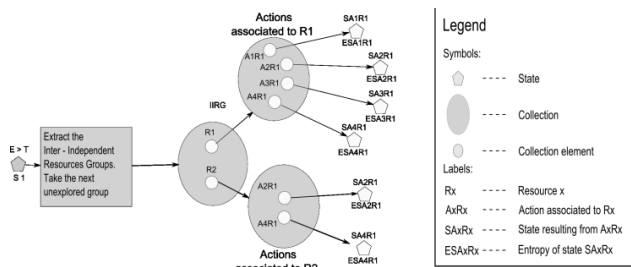 Actions
associated to R1
SA1R1
ESA1R1
A1R1
A2R1
SA2R1
ESA2R1
A3R1
SA3R1
ESA3R1
A4R1
SA4R1
ESA4R1
IIRG
R1
R2
E > T
S 1
Extract the
Inter - Independent
Resources Groups.
Take the next
unexplored group
A2R1
SA2R1
ESA2R1
A4R1
SA4R1
ESA4R1
Actions
associated to R2
Legend
Symbols:
---- State
---- Collection
---- Collection element
Labels:
Rx ---- Resource x
AxRx ---- Action associated to Rx
SAxRx ---- State resulting from AxRx
ESAxRx ---- Entropy of state SAxRx